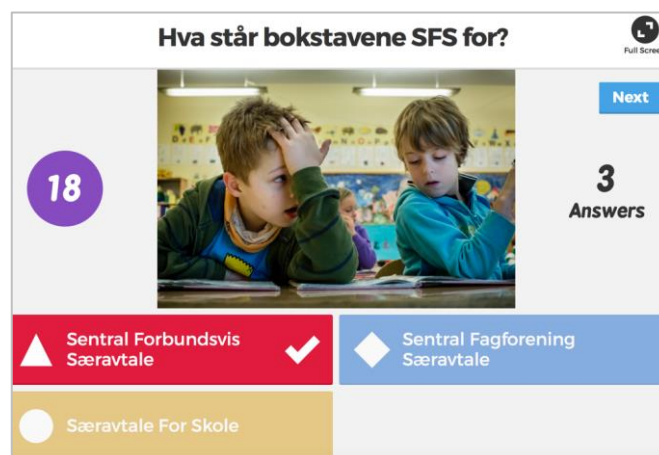 Hva står bokstavene SFS for?
Full Scree
Next
18
3
Answers
Sentral Forbundsvis
Særavtale
Sentral Fagforening
Særavtale
Særavtale For Skole